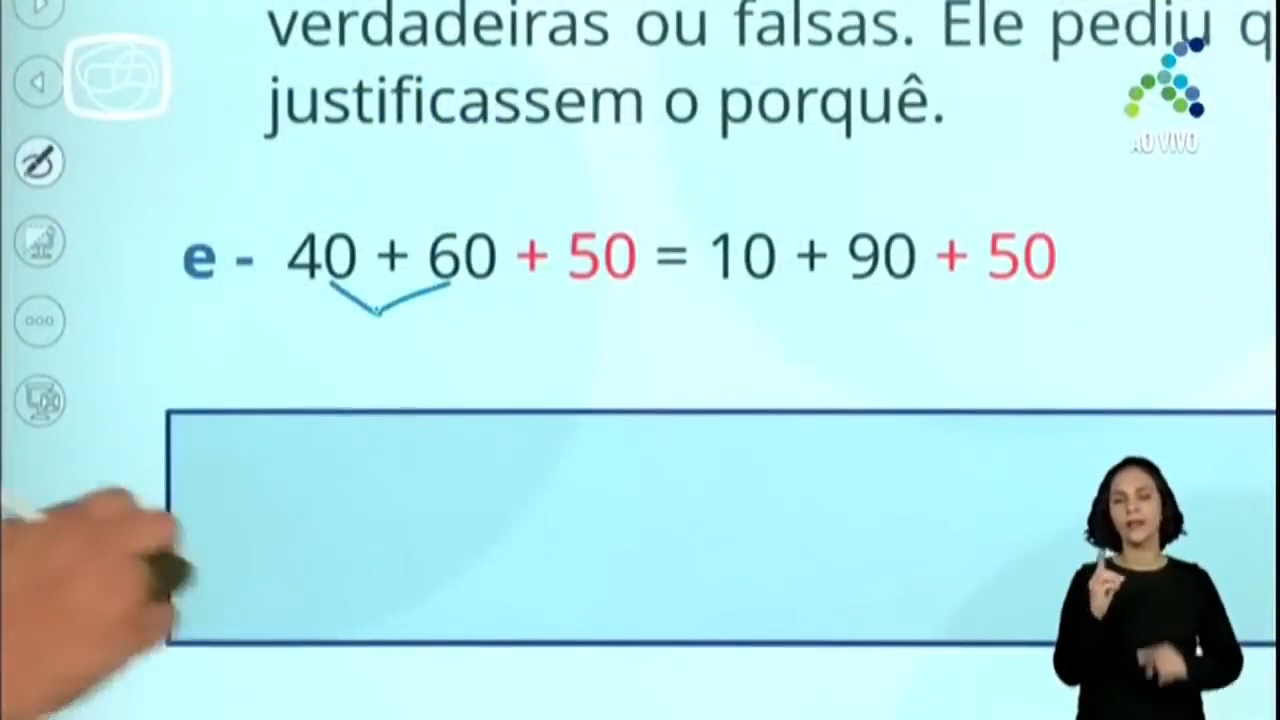 verdadeiras ou falsas. Ele pediu q
justificassem o porquê.
AO VIVO
e - 40 + 60 + 50 = 10 + 90 + 50